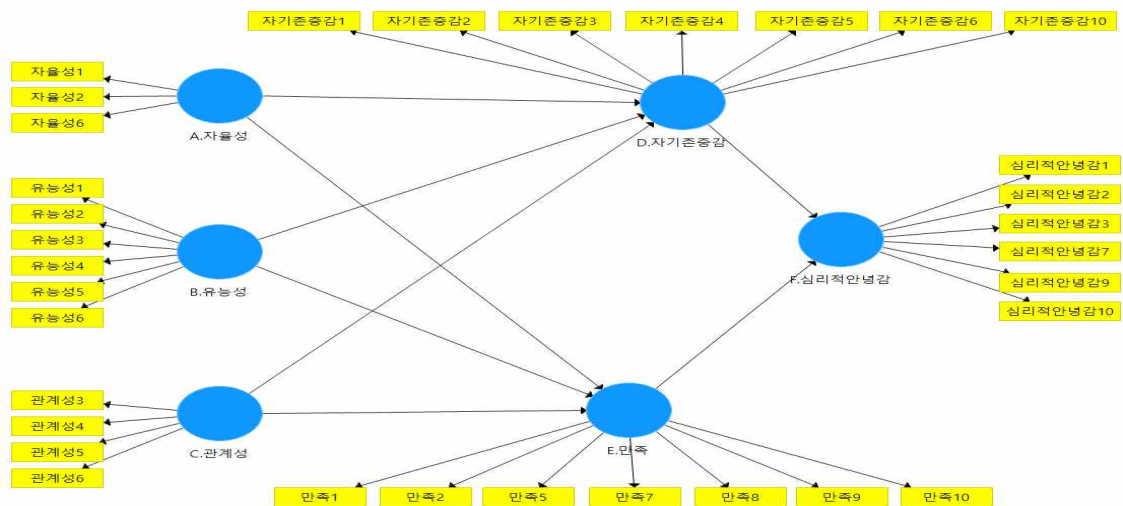 자기존중감1
자기존중감2
자기존중감3
자기존중감4
자기존중감5
자기존중감6
자기존중감10
자율성1
자율성2
자율성6
A.자율성
D.자기존중감
유능성1
유능성2
유능성3
유능성4
유능성5
유능성6
B.유능성
심리적안녕감1
심리적안녕감2
심리적안녕감3
심리적안녕감7
심리적안녕감9
심리적안녕감10
F.심리적안녕감
관계성3
관계성4
관계성5
관계성6
C.관계성
E.만족
만족1
만족2
만족5
만족7
만족8
만족9
만족10